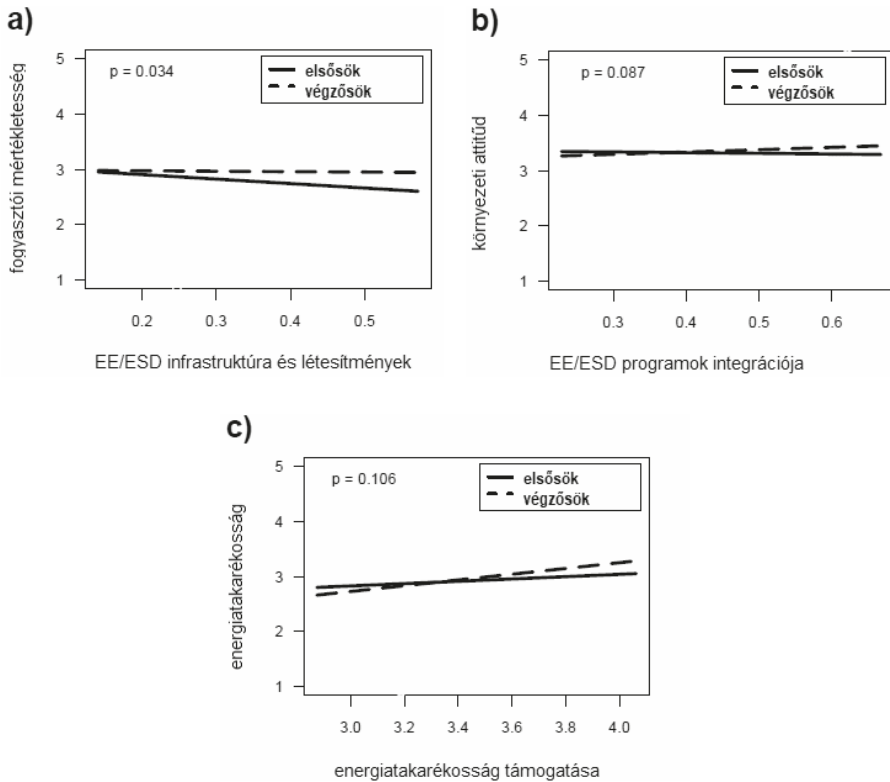 a)
fogyasztói mértékletesség
5
4
3
2
1
p = 0.034
elsősök
végzősök
0.2 0.3 0.4 0.5
EE/ESD infrastruktúra és létesítmények
b)
környezeti attitűd
5
4
3
2
1
p = 0.087
elsősök
végzősök
0.3 0.4 0.5 0.6
EE/ESD programok integrációja
c)
energiatakarékosság
5
4
3
2
1
p = 0.106
elsősök
végzősök
3.0 3.2 3.4 3.6 3.8 4.0
energiatakarékosság támogatása